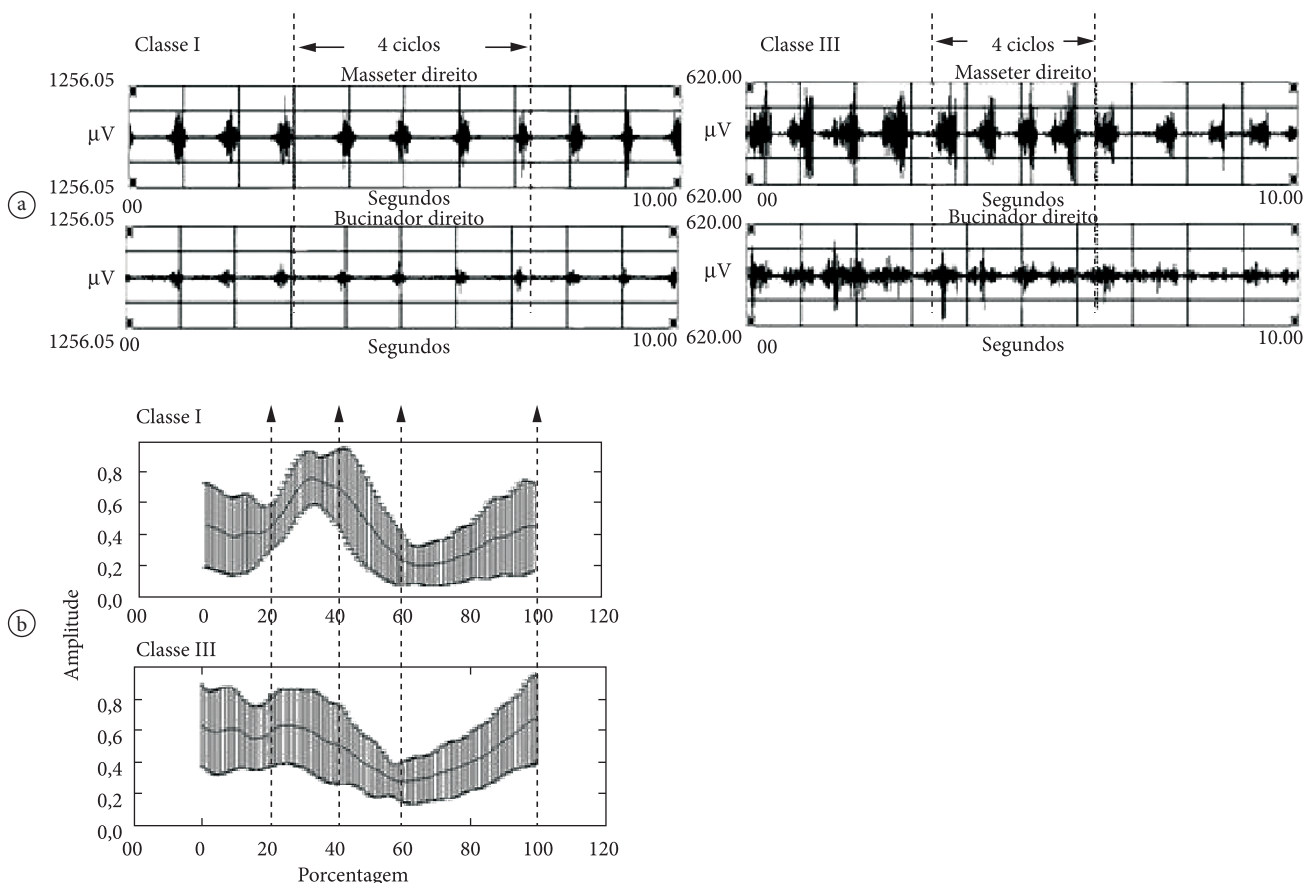 Classe I
4 ciclos
1256.05
Masseter direito
µV
1256.05
00
Segundos
10.00
1256.05
Bucinador direito
µV
1256.05
00
Segundos
10.00
Classe III
4 ciclos
620.00
Masseter direito
µV
620.00
00
Segundos
10.00
620.00
Bucinador direito
µV
620.00
00
Segundos
10.00
a
Classe I
0,8
0,6
0,4
0,2
0,0
00 0 20 40 60 80 100 120
b
Amplitude
Classe III
0,8
0,6
0,4
0,2
0,0
00 0 20 40 60 80 100 120
Porcentagem